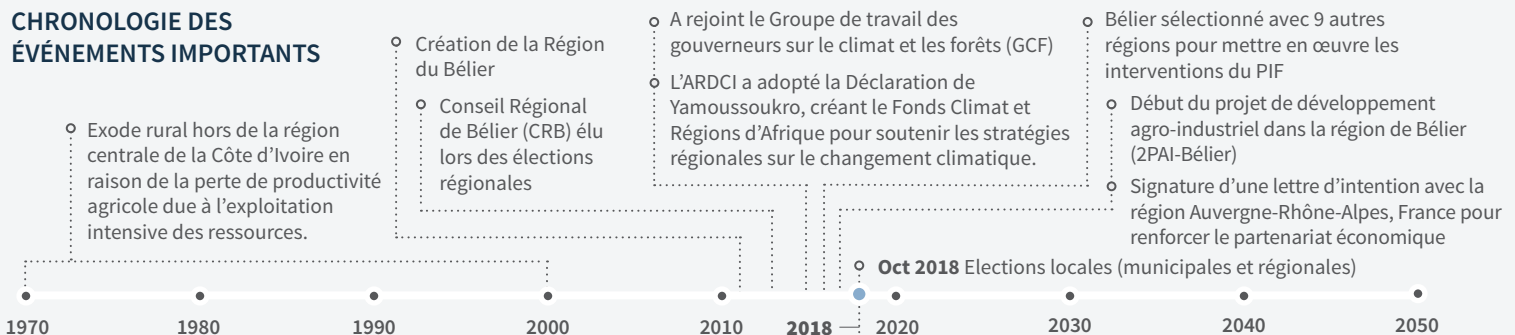 CHRONOLOGIE DES
ÉVÉNEMENTS IMPORTANTS
Exode rural hors de la région
centrale de la Côte d’Ivoire en
raison de la perte de productivité
agricole due à l’exploitation
intensive des ressources.
Création de la Région
du Bélier
Conseil Régional
de Bélier (CRB) élu
lors des élections
régionales
A rejoint le Groupe de travail des
gouverneurs sur le climat et les forêts (GCF)
L’ARDCI a adopté la Déclaration de
Yamoussoukro, créant le Fonds Climat et
Régions d’Afrique pour soutenir les stratégies
régionales sur le changement climatique.
Bélier sélectionné avec 9 autres
régions pour mettre en œuvre les
interventions du PIF
Début du projet de développement
agro-industriel dans la région de Bélier
(2PAI-Bélier)
Signature d’une lettre d’intention avec la
région Auvergne-Rhône-Alpes, France pour
renforcer le partenariat économique
Oct 2018 Elections locales (municipales et régionales)
1970 1980 1990 2000 2010 2018 2020 2030 2040 2050